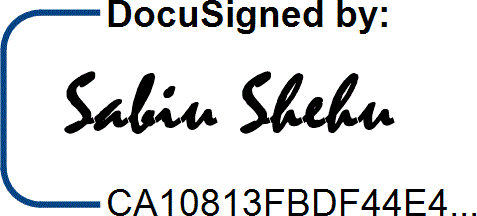 DocuSigned by:
Sabiu Shehu
CA10813FBDF44E4...